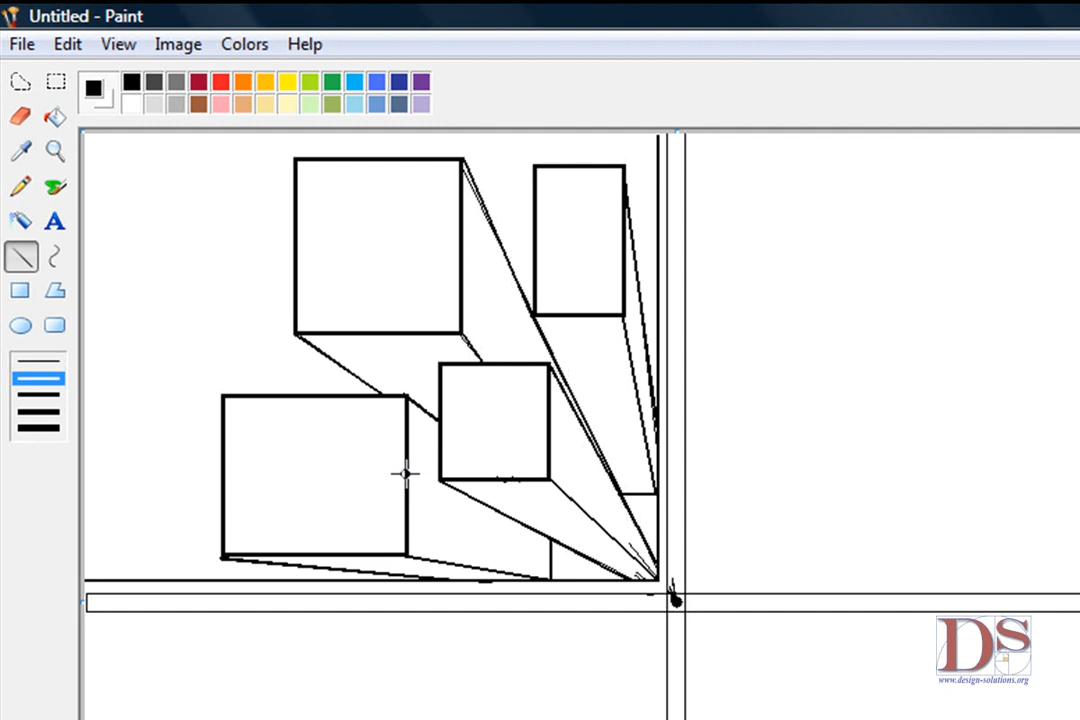 Untitled - Paint
File Edit View Image Colors Help
A
DS
www.design-solutions.org